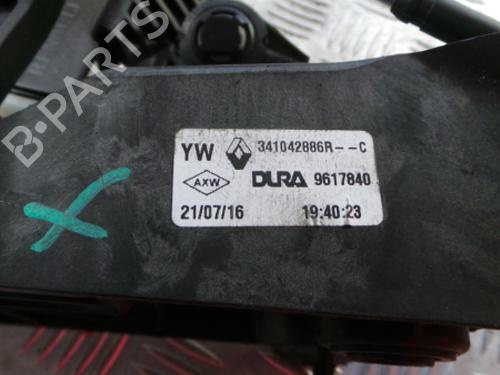 B-PARTS
YW 341042886R--C
AXW DURA 9617840
21/07/16 19:40:23